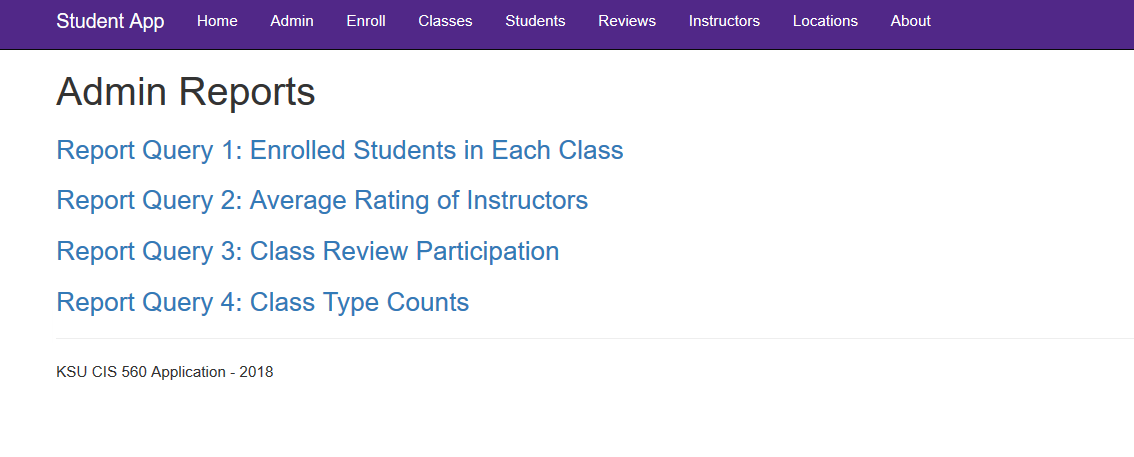 Student App Home Admin Enroll Classes Students Reviews Instructors Locations About
Admin Reports
Report Query 1: Enrolled Students in Each Class
Report Query 2: Average Rating of Instructors
Report Query 3: Class Review Participation
Report Query 4: Class Type Counts
KSU CIS 560 Application - 2018